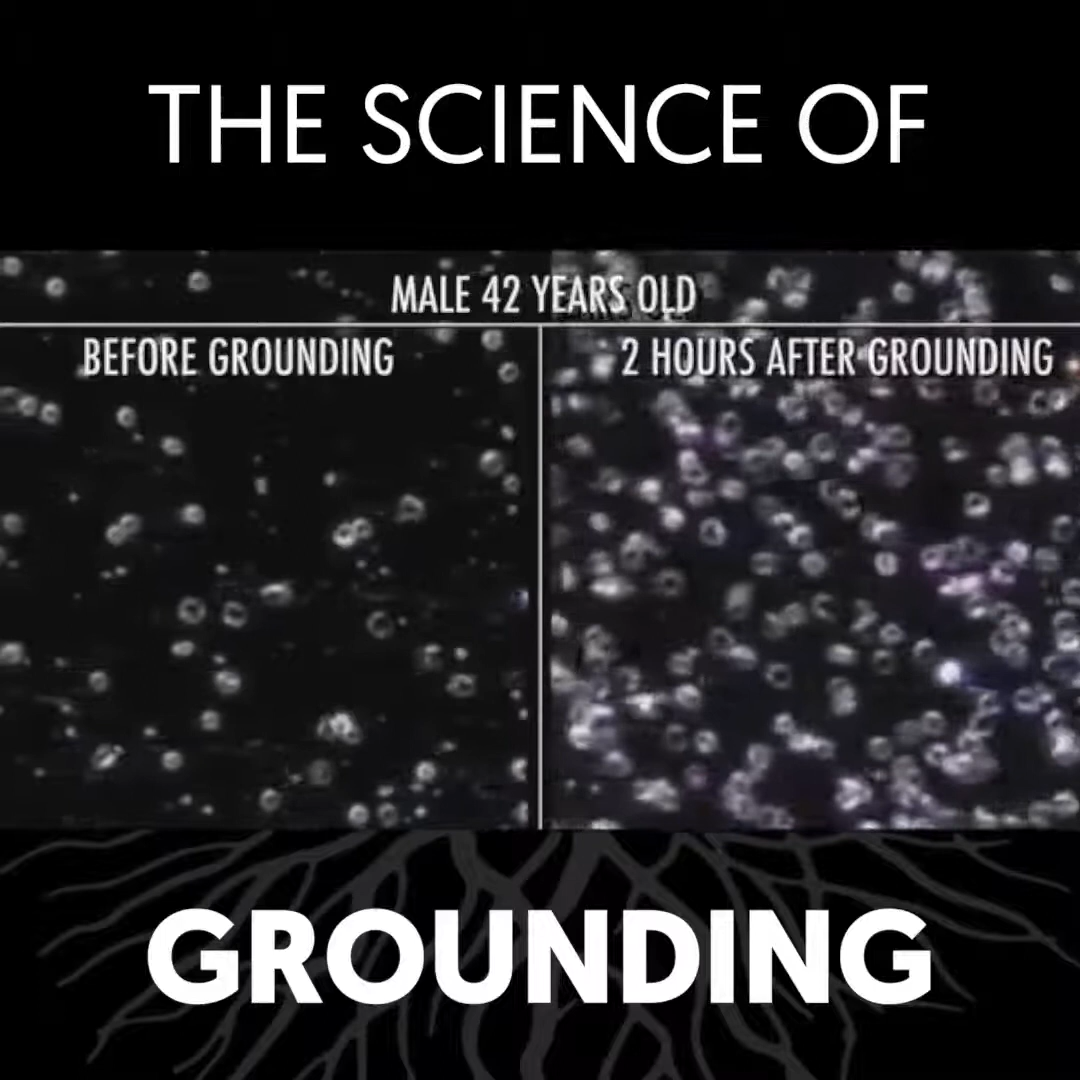 THE SCIENCE OF
MALE 42 YEARS OLD
BEFORE GROUNDING
2 HOURS AFTER GROUNDING
GROUNDING